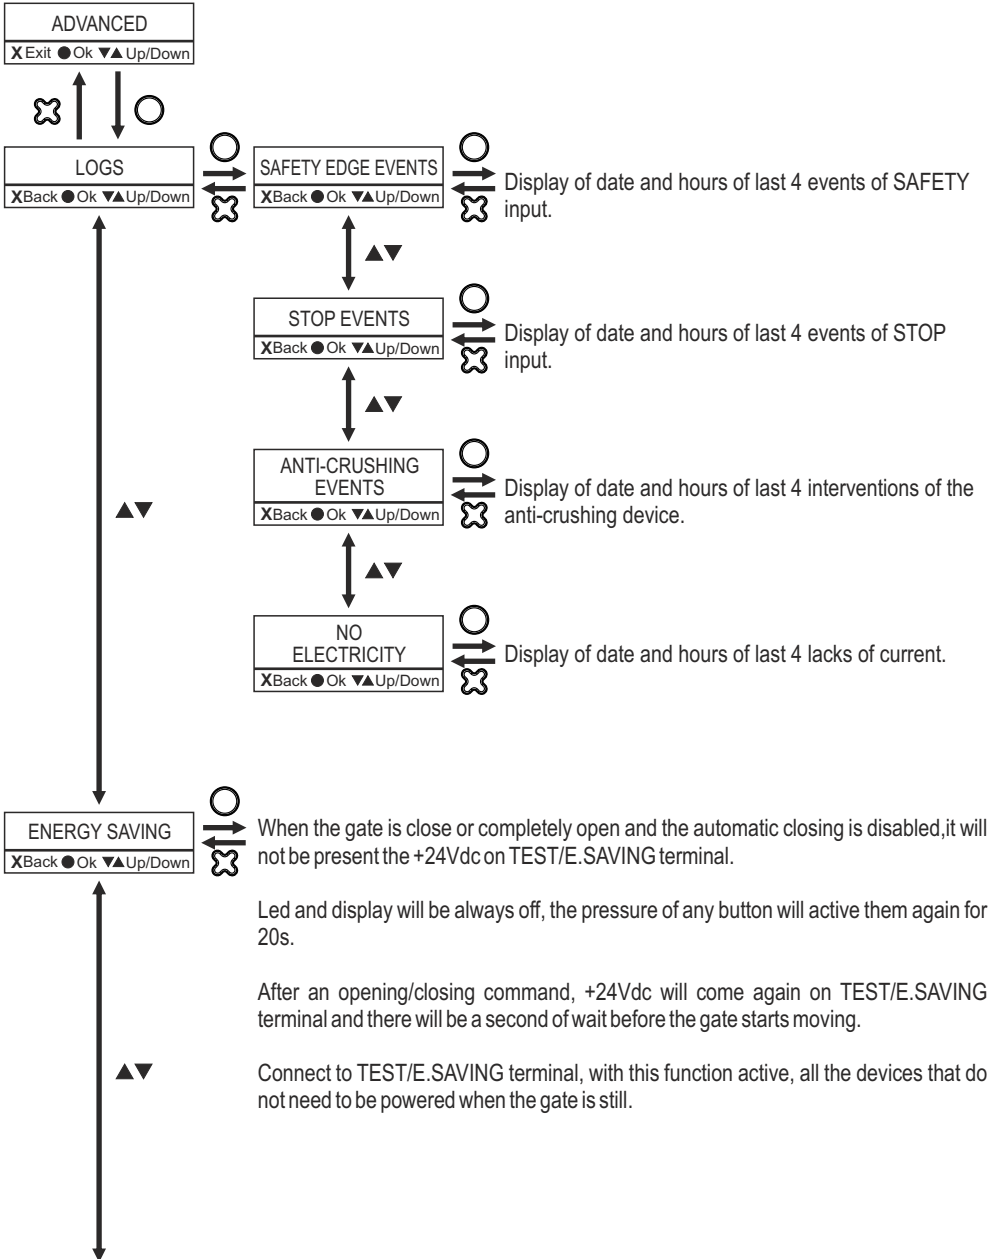 ADVANCED
X Exit ●Ok ▼▲ Up/Down
LOGS
XBack ●Ok ▼▲Up/Down
SAFETY EDGE EVENTS
XBack ●Ok ▼▲Up/Down
Display of date and hours of last 4 events of SAFETY
input.
▲▼
STOP EVENTS
XBack ●Ok ▼▲Up/Down
Display of date and hours of last 4 events of STOP
input.
▲▼
ANTI-CRUSHING
EVENTS
XBack ●Ok ▼▲Up/Down
Display of date and hours of last 4 interventions of the
anti-crushing device.
▲▼
▲▼
NO
ELECTRICITY
XBack ●Ok ▼▲Up/Down
Display of date and hours of last 4 lacks of current.
ENERGY SAVING
XBack ●Ok ▼▲Up/Down
When the gate is close or completely open and the automatic closing is disabled,it will
not be present the +24Vdc on TEST/E.SAVING terminal.
Led and display will be always off, the pressure of any button will active them again for
20s.
After an opening/closing command, +24Vdc will come again on TEST/E.SAVING
terminal and there will be a second of wait before the gate starts moving.
Connect to TEST/E.SAVING terminal, with this function active, all the devices that do
not need to be powered when the gate is still.
▲▼